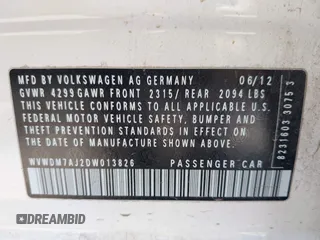 MFD BY VOLKSWAGEN AG GERMANY 06/12
GVWR 4299 GAWR FRONT 2315/ REAR 2094 LBS
THIS VEHICLE CONFORMS TO ALL APPLICABLE U.S.
FEDERAL MOTOR VEHICLE SAFETY, BUMPER AND
THEFT PREVENTION STANDARDS IN EFFECT ON
THE DATE OF MANUFACTURE SHOWN ABOVE
WVWDM7AJ2DW013826 PASSENGER CAR
8231603 3075 3
DEALERSHIP.CC